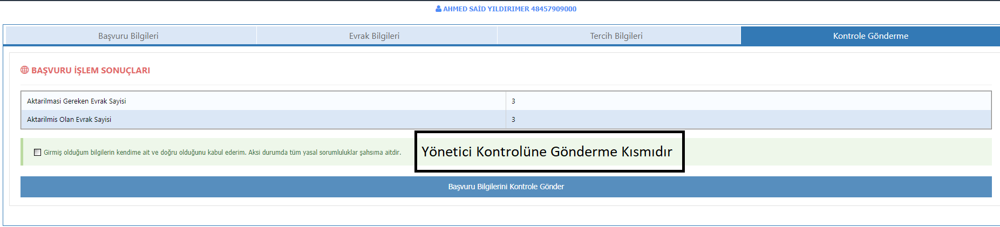 AHMED SAİD YILDIRIMER 48457909000
Başvuru Bilgileri
Evrak Bilgileri
Tercih Bilgileri
Kontrole Gönderme
BAŞVURU İŞLEM SONUÇLARI
Aktarilmasi Gereken Evrak Sayisi 3
Aktarilmis Olan Evrak Sayisi 3
Girmiş olduğum bilgilerin kendime ait ve doğru olduğunu kabul ederim. Aksi durumda tüm yasal sorumluluklar şahsıma aitdir.
Yönetici Kontrolüne Gönderme Kısmıdır
Başvuru Bilgilerini Kontrole Gönder